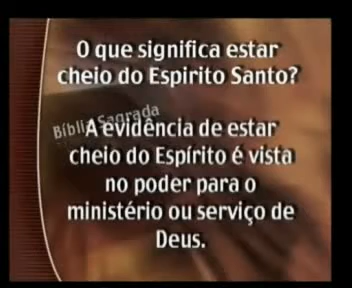 O que significa estar
cheio do Espirito Santo?
Bíblia Sagrada
A evidência de estar
cheio do Espírito é vista
no poder para o
ministério ou serviço de
Deus.